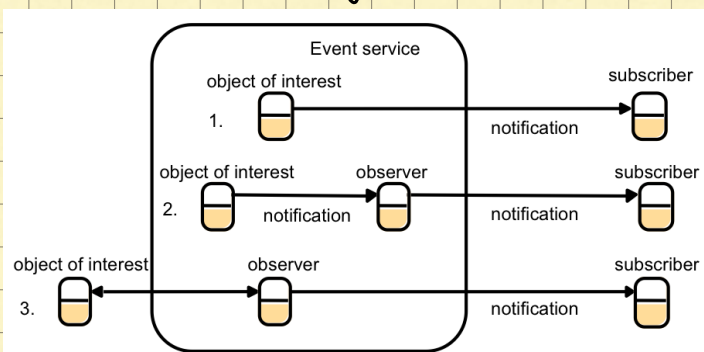 Event service
object of interest
subscriber
1.
notification
object of interest
observer
subscriber
2.
notification
notification
object of interest
observer
subscriber
3.
notification